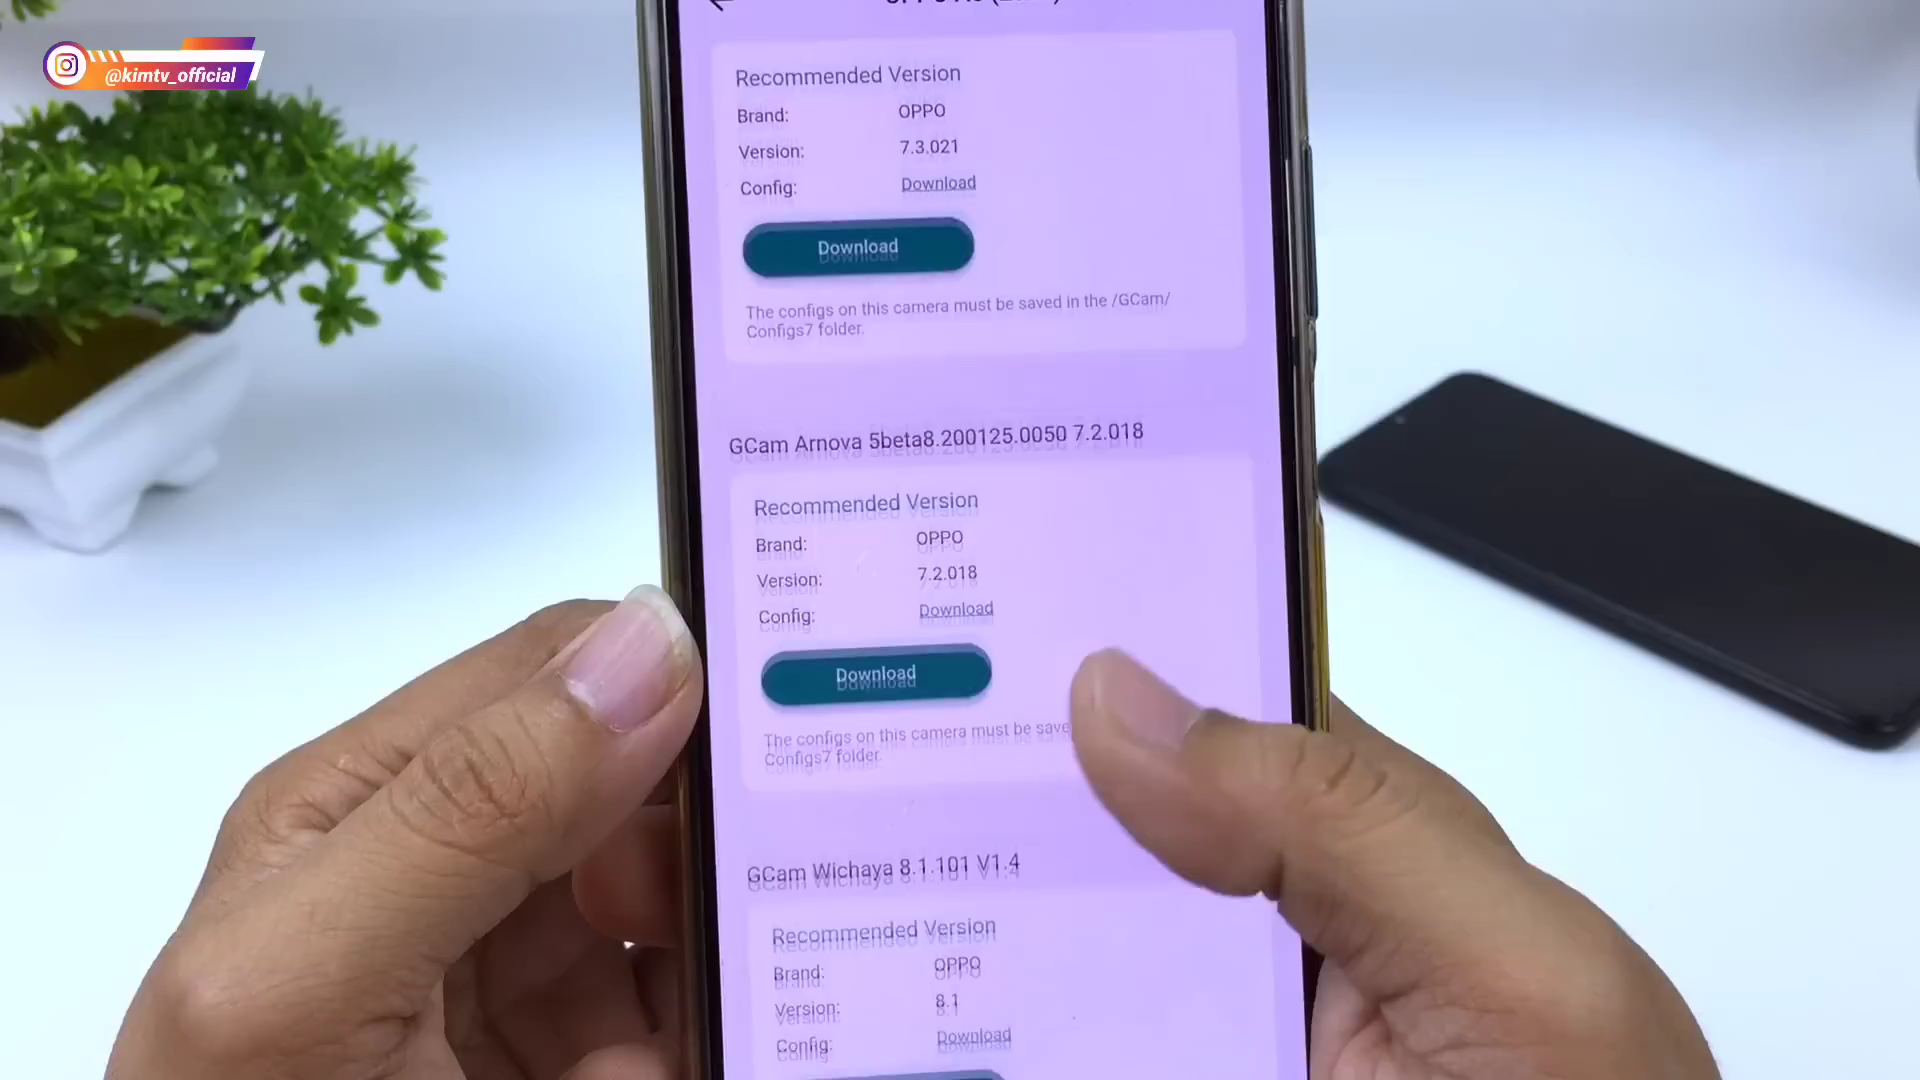 @kimtv_official
Recommended Version
Brand: OPPO
Version: 7.3.021
Config: Download
Download
The configs on this camera must be saved in the /GCam/
Configs7 folder.
GCam Arnova 5beta8.200125.0050 7.2.018
Recommended Version
Brand: OPPO
Version: 7.2.018
Config: Download
Download
The configs on this camera must be save
Configs7 folder.
GCam Wichaya 8.1.101 V1.4
Recommended Version
Brand: OPPO
Version: 8.1
Config: Download